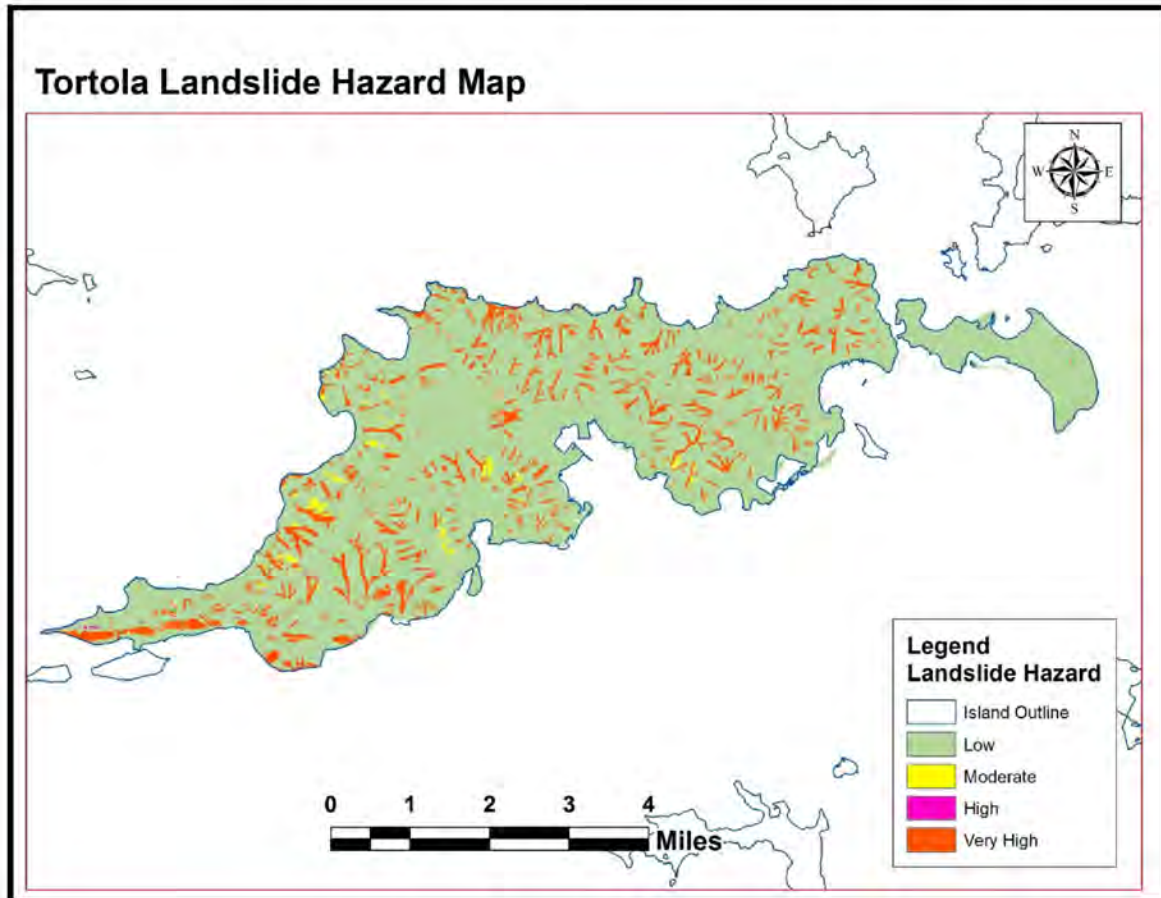 Tortola Landslide Hazard Map
N
W E
S
Legend
Landslide Hazard
Island Outline
Low
Moderate
High
Very High
0 1 2 3 4
Miles